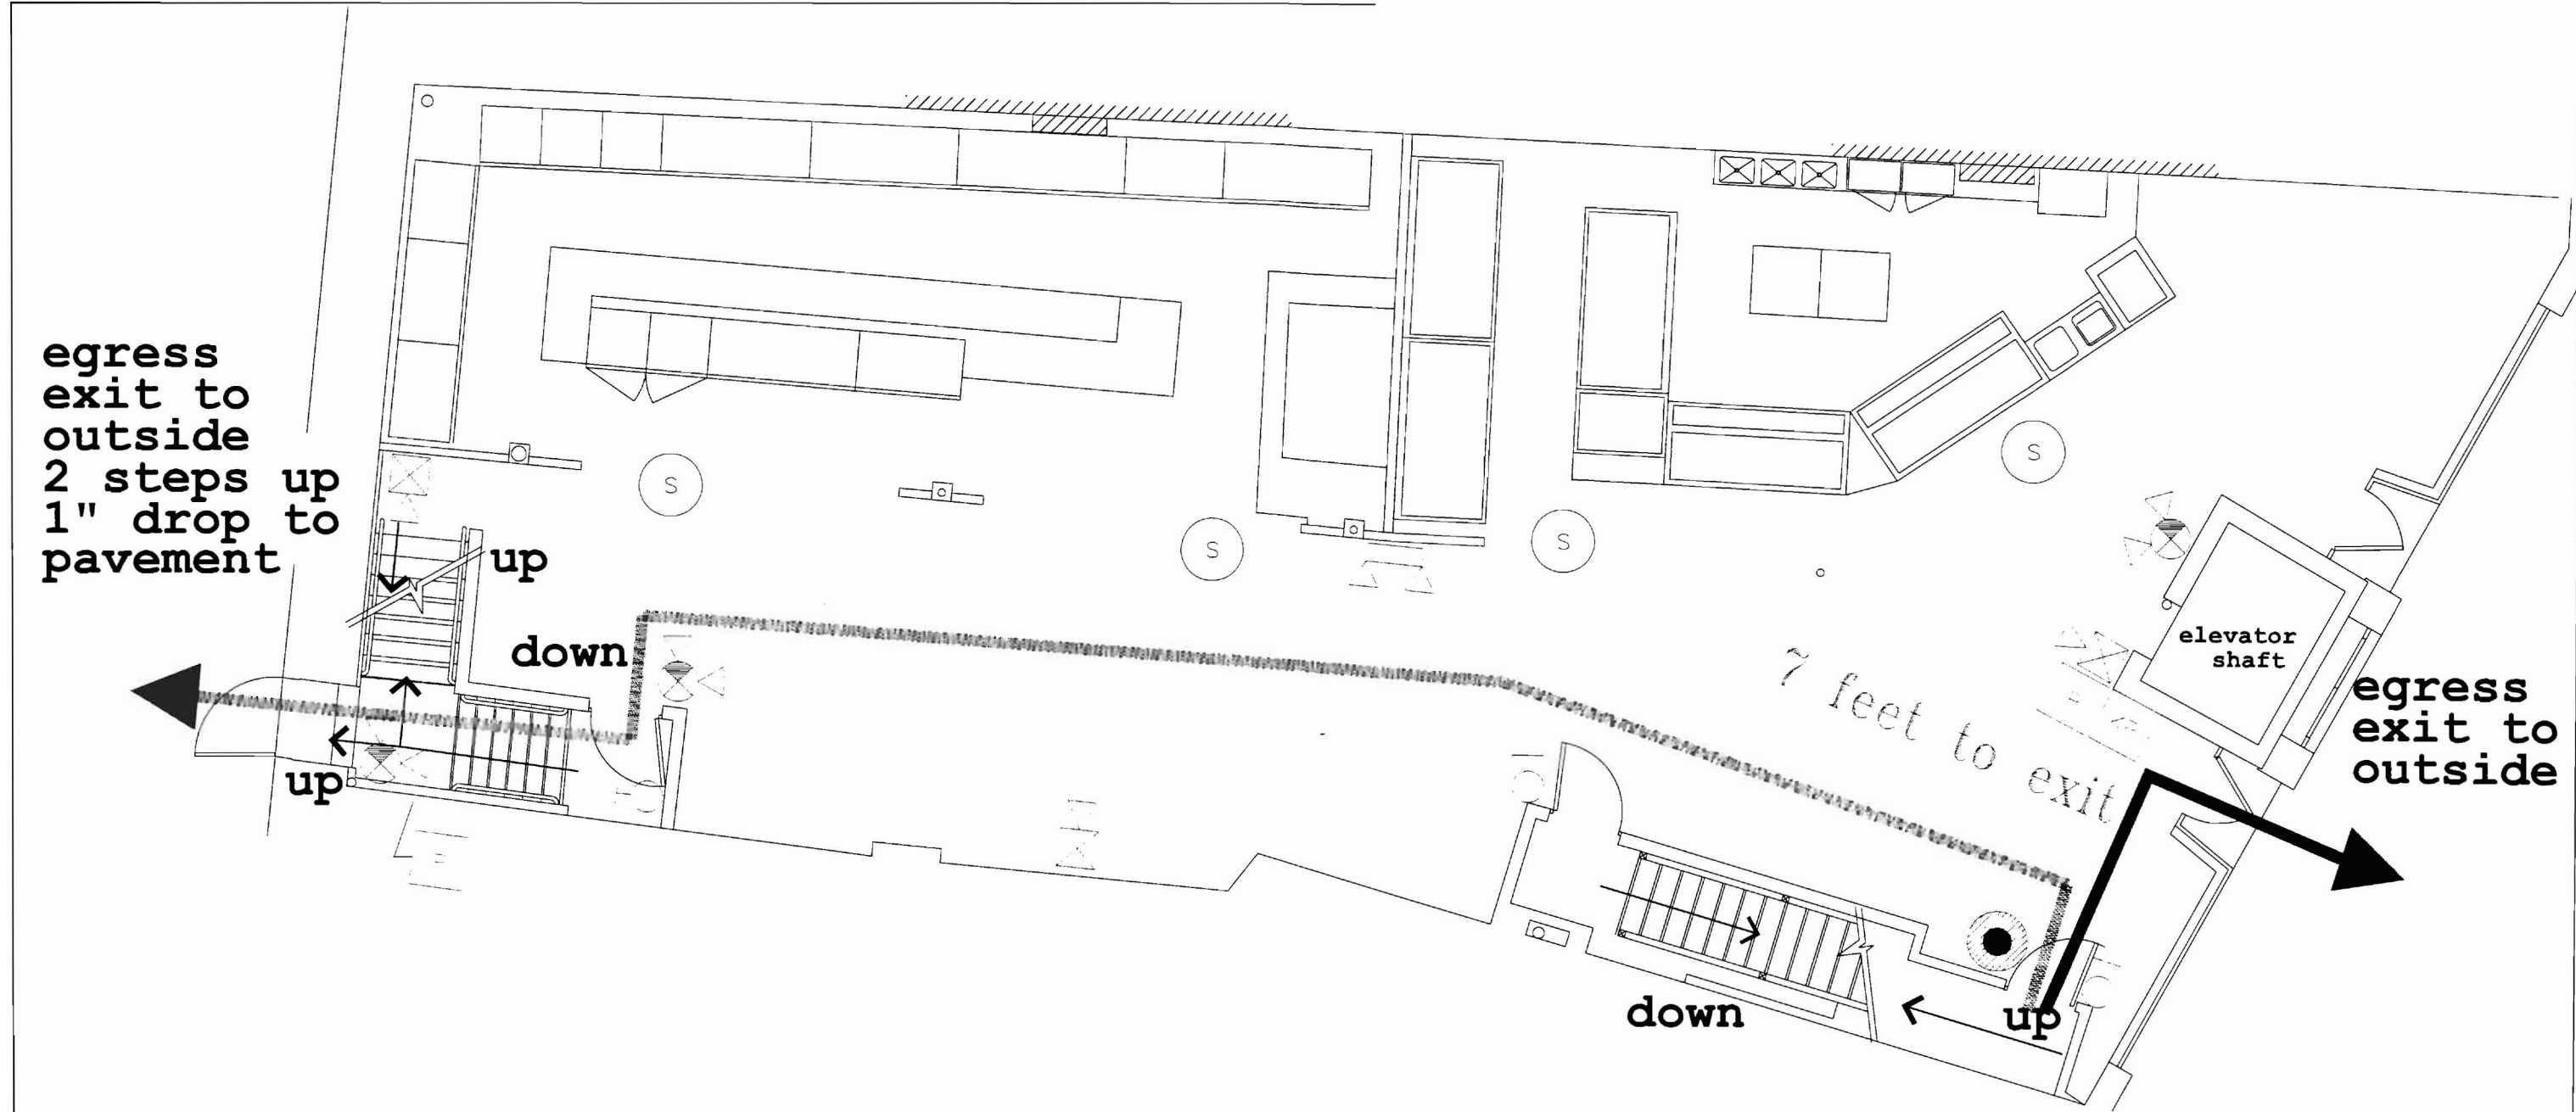 egress
exit to
outside
2 steps up
1" drop to
pavement
up
down
up
S
S
S
S
7 feet to exit
elevator
shaft
egress
exit to
outside
down
up